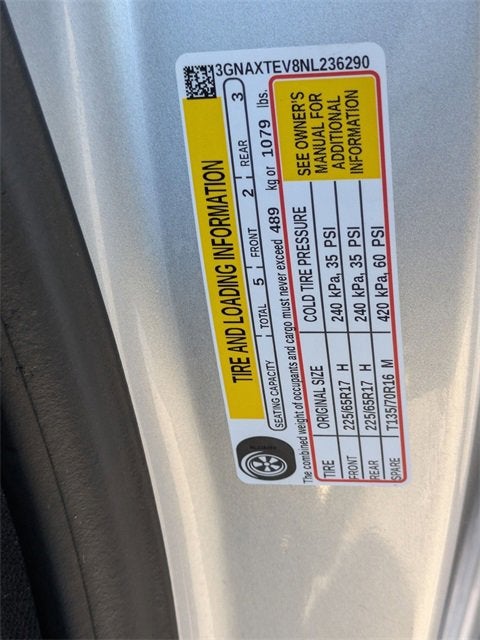 3GNAXTEV8NL236290
TIRE AND LOADING INFORMATION
SEATING CAPACITY TOTAL 5 FRONT 2 REAR 3
The combined weight of occupants and cargo must never exceed 489 kg or 1079 lbs.
TIRE ORIGINAL SIZE COLD TIRE PRESSURE
FRONT 225/65R17 H 240 kPa, 35 PSI
REAR 225/65R17 H 240 kPa, 35 PSI
SPARE T135/70R16 M 420 kPa, 60 PSI
SEE OWNER'S
MANUAL FOR
ADDITIONAL
INFORMATION